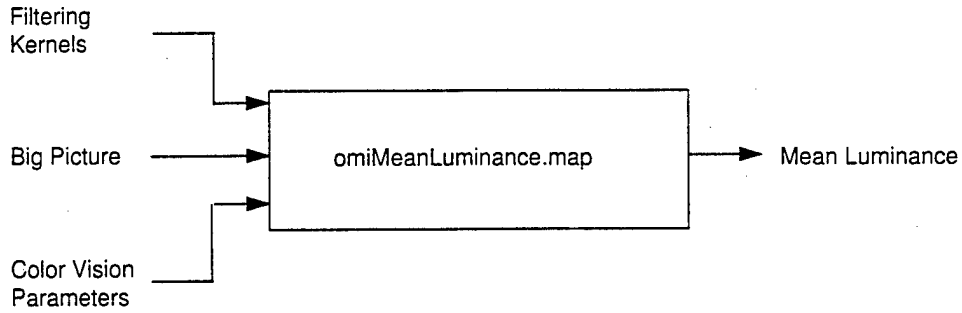 Filtering
Kernels
Big Picture
omiMeanLuminance.map
Mean Luminance
Color Vision
Parameters